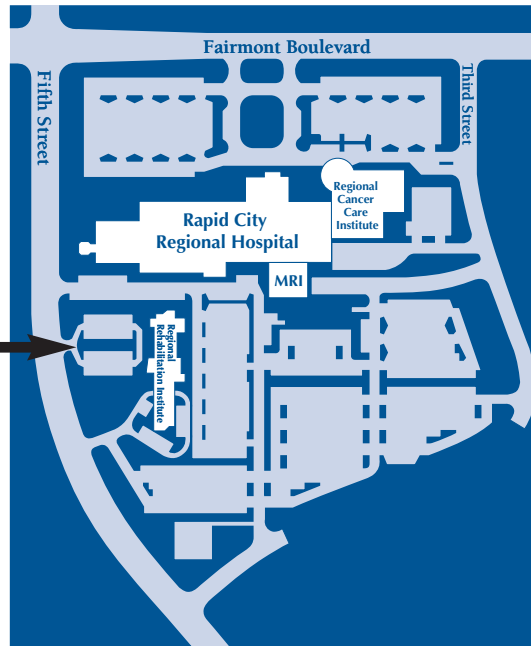 Fairmont Boulevard
Fifth Street
Third Street
Regional
Cancer
Care
Institute
Rapid City
Regional Hospital
MRI
Regional
Rehabilitation Institute